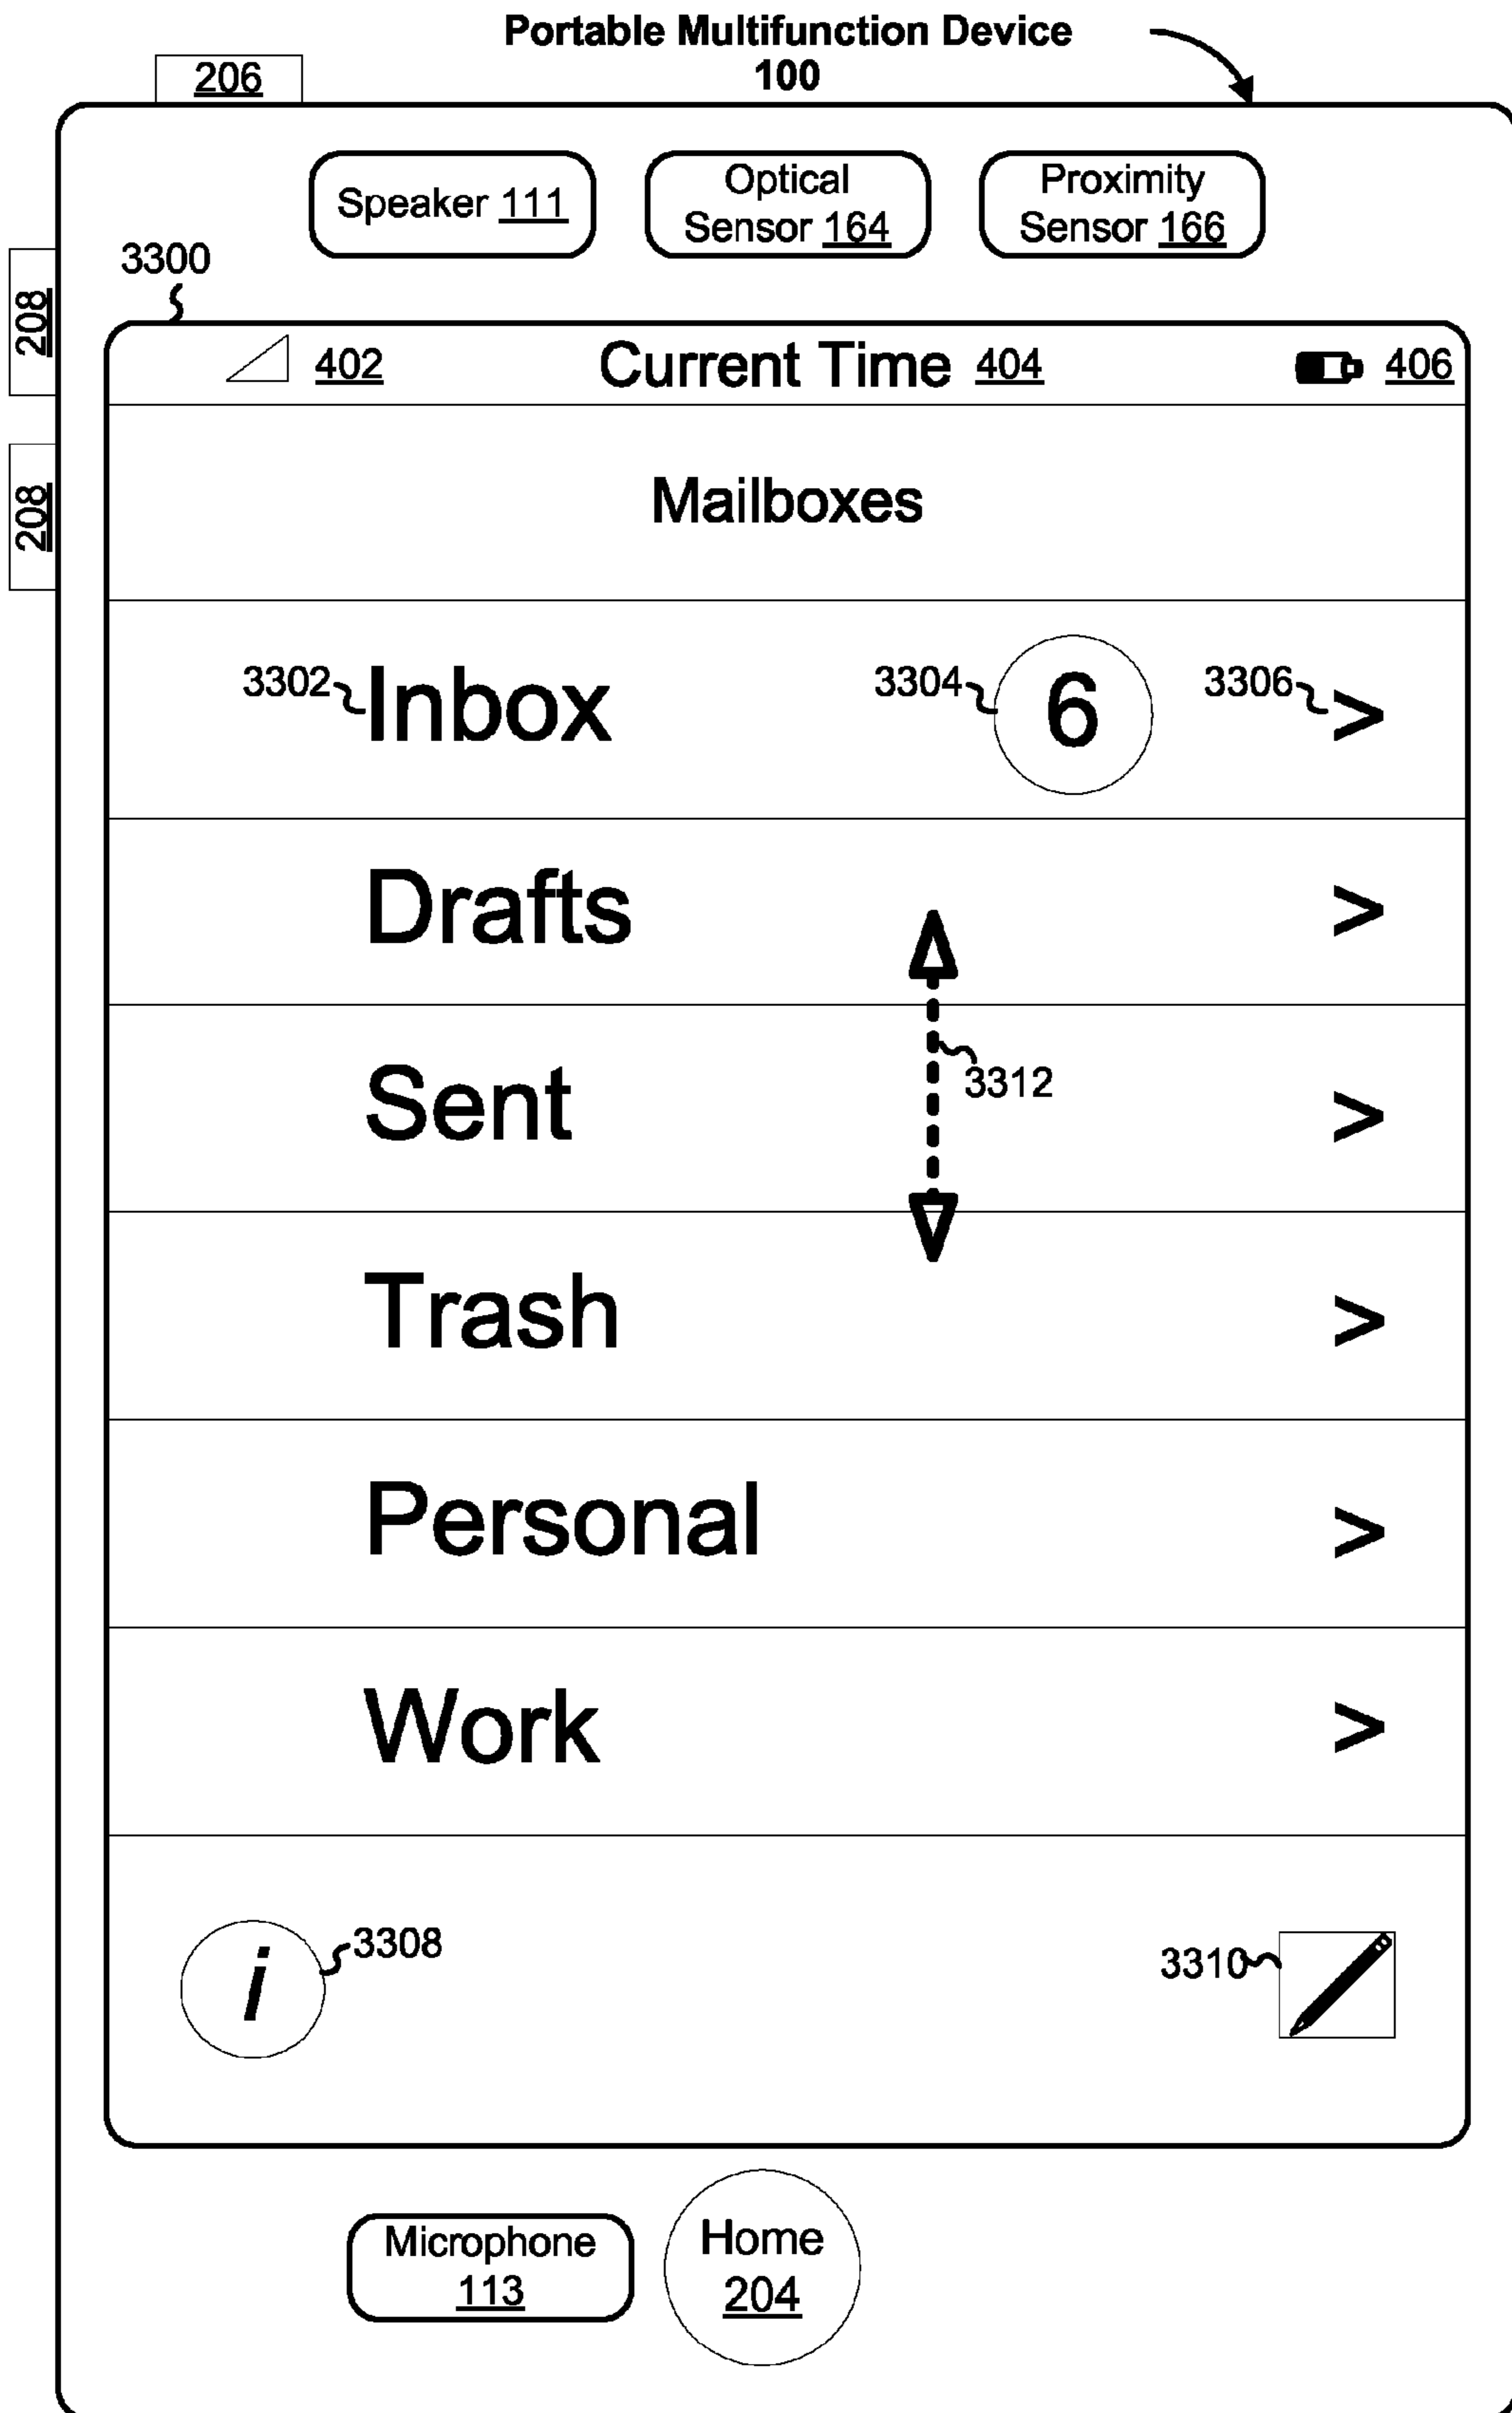 Portable Multifunction Device
100
206
Speaker 111
Optical
Sensor 164
Proximity
Sensor 166
3300
208
402
Current Time 404
406
208
Mailboxes
3302
Inbox
3304
6
3306
>
Drafts
>
Sent
3312
>
Trash
>
Personal
>
Work
>
i
3308
3310
Microphone
113
Home
204